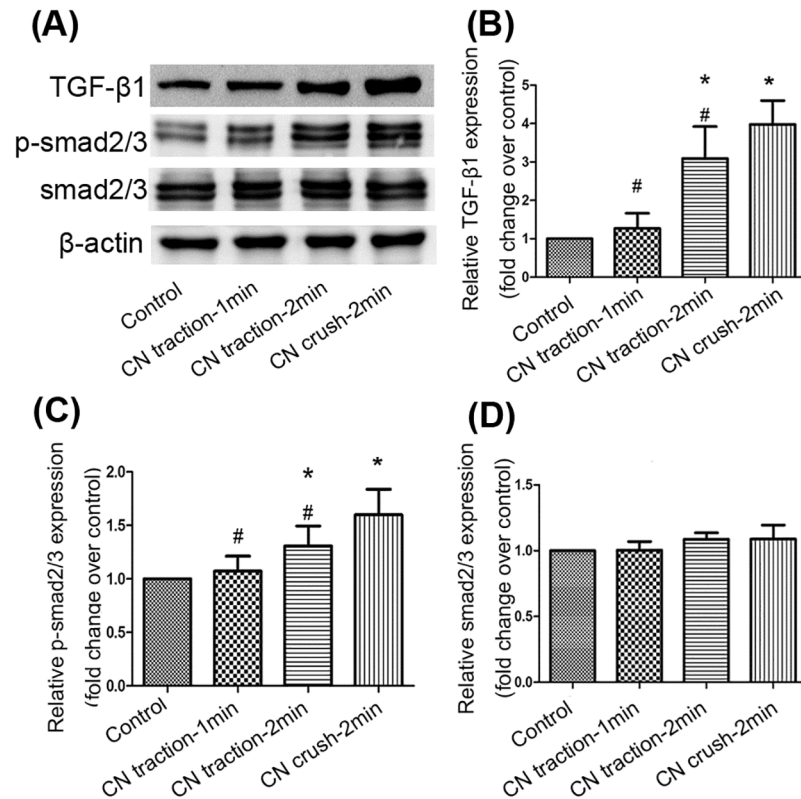 (A)
TGF-β1
p-smad2/3
smad2/3
β-actin
Control
CN traction-1min
CN traction-2min
CN crush-2min
(B)
Relative TGF-β1 expression
(fold change over control)
5
4
3
2
1
0
#
*
#
*
Control
CN traction-1min
CN traction-2min
CN crush-2min
(C)
Relative p-smad2/3 expression
(fold change over control)
2.0
1.5
1.0
0.5
0.0
#
*
#
*
Control
CN traction-1min
CN traction-2min
CN crush-2min
(D)
Relative smad2/3 expression
(fold change over control)
1.5
1.0
0.5
0.0
Control
CN traction-1min
CN traction-2min
CN crush-2min